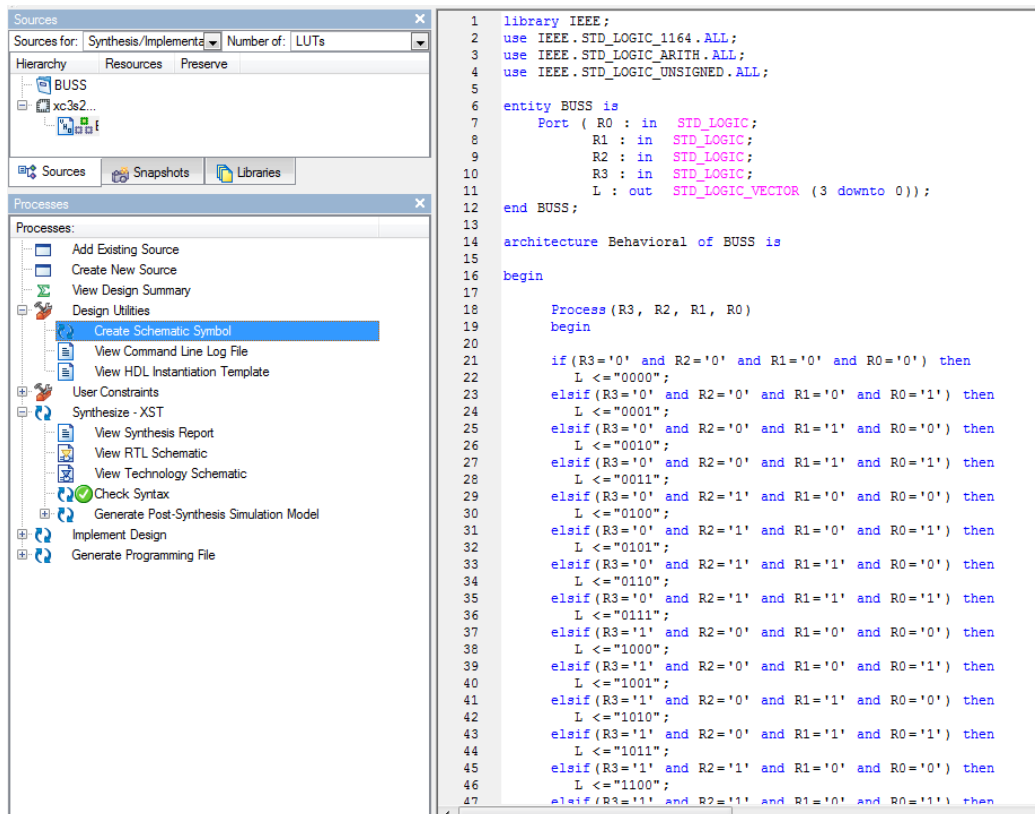 Sources
Sources for: Synthesis/Implementa Number of: LUTs
Hierarchy Resources Preserve
BUSS
xc3s2...
Sources Snapshots Libraries
Processes
Processes:
Add Existing Source
Create New Source
View Design Summary
Design Utilities
Create Schematic Symbol
View Command Line Log File
View HDL Instantiation Template
User Constraints
Synthesize - XST
View Synthesis Report
View RTL Schematic
View Technology Schematic
Check Syntax
Generate Post-Synthesis Simulation Model
Implement Design
Generate Programming File
1 library IEEE;
2 use IEEE.STD_LOGIC_1164.ALL;
3 use IEEE.STD_LOGIC_ARITH.ALL;
4 use IEEE.STD_LOGIC_UNSIGNED.ALL;
5
6 entity BUSS is
7 Port ( R0 : in STD_LOGIC;
8 R1 : in STD_LOGIC;
9 R2 : in STD_LOGIC;
10 R3 : in STD_LOGIC;
11 L : out STD_LOGIC_VECTOR (3 downto 0));
12 end BUSS;
13
14 architecture Behavioral of BUSS is
15
16 begin
17
18 Process(R3, R2, R1, R0)
19 begin
20
21 if(R3='0' and R2='0' and R1='0' and R0='0') then
22 L <="0000";
23 elsif(R3='0' and R2='0' and R1='0' and R0='1') then
24 L <="0001";
25 elsif(R3='0' and R2='0' and R1='1' and R0='0') then
26 L <="0010";
27 elsif(R3='0' and R2='0' and R1='1' and R0='1') then
28 L <="0011";
29 elsif(R3='0' and R2='1' and R1='0' and R0='0') then
30 L <="0100";
31 elsif(R3='0' and R2='1' and R1='0' and R0='1') then
32 L <="0101";
33 elsif(R3='0' and R2='1' and R1='1' and R0='0') then
34 L <="0110";
35 elsif(R3='0' and R2='1' and R1='1' and R0='1') then
36 L <="0111";
37 elsif(R3='1' and R2='0' and R1='0' and R0='0') then
38 L <="1000";
39 elsif(R3='1' and R2='0' and R1='0' and R0='1') then
40 L <="1001";
41 elsif(R3='1' and R2='0' and R1='1' and R0='0') then
42 L <="1010";
43 elsif(R3='1' and R2='0' and R1='1' and R0='1') then
44 L <="1011";
45 elsif(R3='1' and R2='1' and R1='0' and R0='0') then
46 L <="1100";
47 elsif(R3='1' and R2='1' and R1='0' and R0='1') then